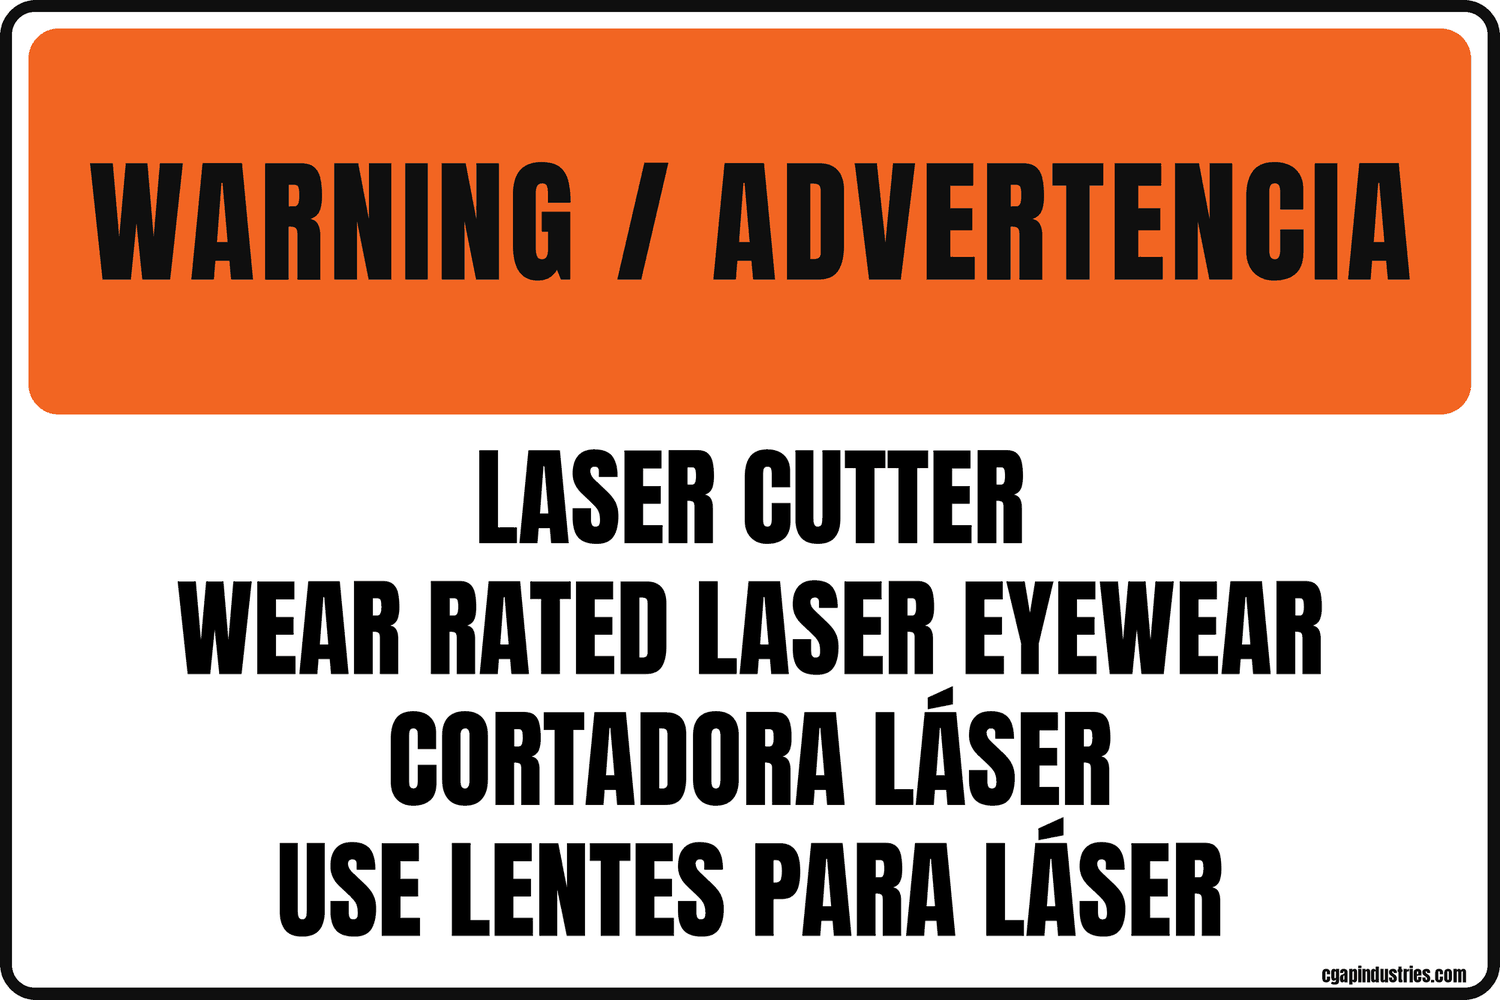 WARNING / ADVERTENCIA
LASER CUTTER
WEAR RATED LASER EYEWEAR
CORTADORA LÁSER
USE LENTES PARA LÁSER
cgapindustries.com